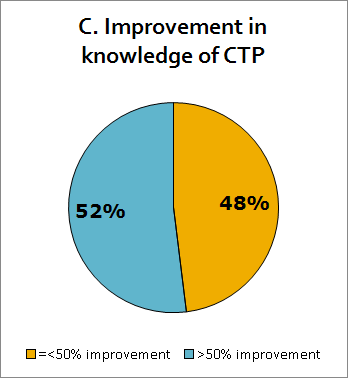 C. Improvement in
knowledge of CTP
52%
48%
=<50% improvement
>50% improvement